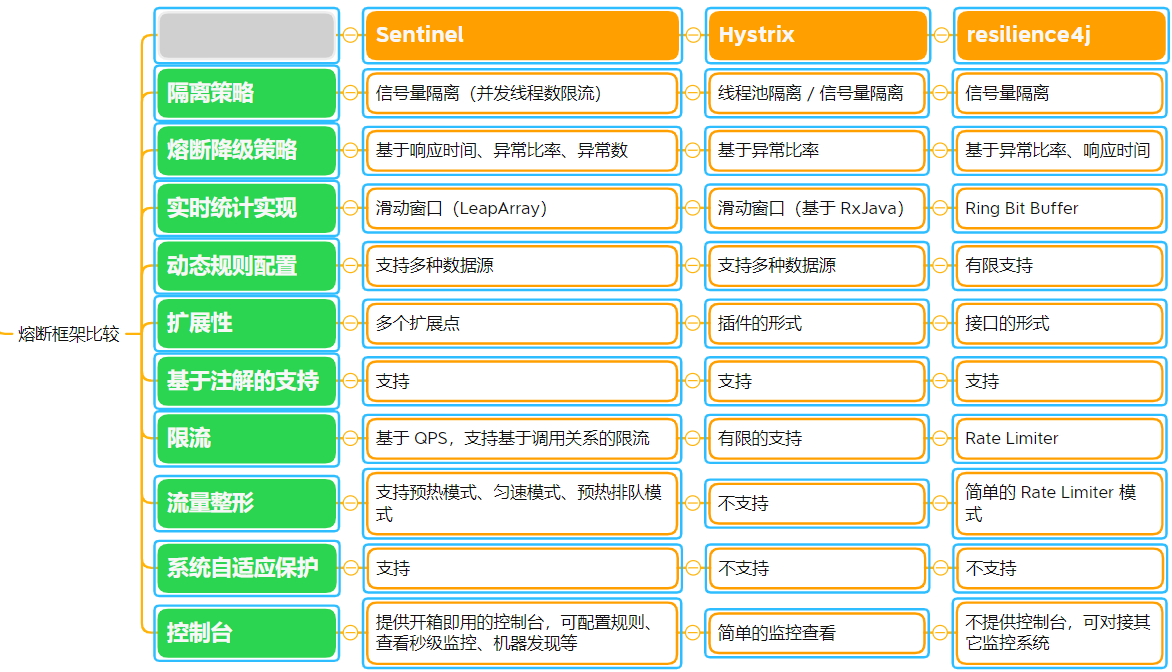 Sentinel
Hystrix
resilience4j
隔离策略
信号量隔离（并发线程数限流）
线程池隔离 / 信号量隔离
信号量隔离
熔断降级策略
基于响应时间、异常比率、异常数
基于异常比率
基于异常比率、响应时间
实时统计实现
滑动窗口（LeapArray）
滑动窗口（基于 RxJava）
Ring Bit Buffer
动态规则配置
支持多种数据源
支持多种数据源
有限支持
熔断框架比较
扩展性
多个扩展点
插件的形式
接口的形式
基于注解的支持
支持
支持
支持
限流
基于 QPS，支持基于调用关系的限流
有限的支持
Rate Limiter
流量整形
支持预热模式、匀速模式、预热排队模
式
不支持
简单的 Rate Limiter 模
式
系统自适应保护
支持
不支持
不支持
控制台
提供开箱即用的控制台，可配置规则、
查看秒级监控、机器发现等
简单的监控查看
不提供控制台，可对接其
它监控系统